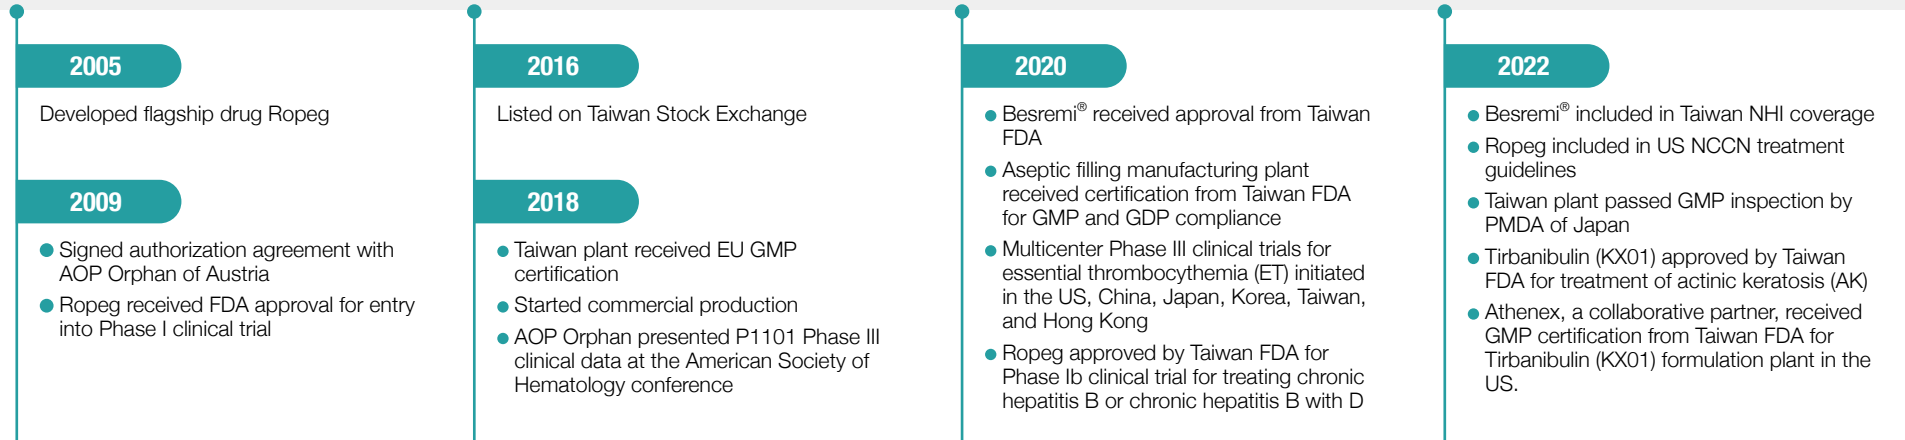 2005
Developed flagship drug Ropeg
2009
Signed authorization agreement with
AOP Orphan of Austria
Ropeg received FDA approval for entry
into Phase I clinical trial
2016
Listed on Taiwan Stock Exchange
2018
Taiwan plant received EU GMP
certification
Started commercial production
AOP Orphan presented P1101 Phase III
clinical data at the American Society of
Hematology conference
2020
Besremi® received approval from Taiwan
FDA
Aseptic filling manufacturing plant
received certification from Taiwan FDA
for GMP and GDP compliance
Multicenter Phase III clinical trials for
essential thrombocythemia (ET) initiated
in the US, China, Japan, Korea, Taiwan,
and Hong Kong
Ropeg approved by Taiwan FDA for
Phase Ib clinical trial for treating chronic
hepatitis B or chronic hepatitis B with D
2022
Besremi® included in Taiwan NHI coverage
Ropeg included in US NCCN treatment
guidelines
Taiwan plant passed GMP inspection by
PMDA of Japan
Tirbanibulin (KX01) approved by Taiwan
FDA for treatment of actinic keratosis (AK)
Athenex, a collaborative partner, received
GMP certification from Taiwan FDA for
Tirbanibulin (KX01) formulation plant in the
US.